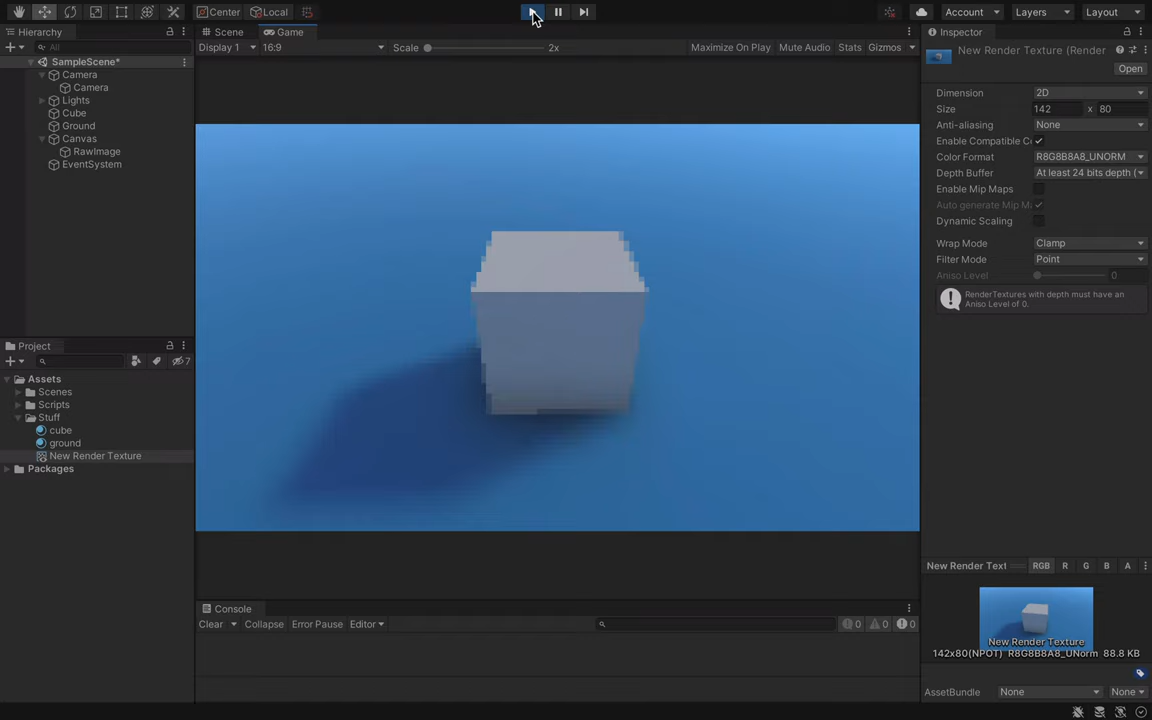 Center Local Account Layers Layout
Hierarchy
All
SampleScene*
Camera
Camera
Lights
Cube
Ground
Canvas
RawImage
EventSystem
Project
7
Assets
Scenes
Scripts
Stuff
cube
ground
New Render Texture
Packages
Scene Game
Display 1 16:9 Scale 2x Maximize On Play Mute Audio Stats Gizmos
Console
Clear Collapse Error Pause Editor 0 0 0
Inspector
New Render Texture (Render
Open
Dimension 2D
Size 142 x 80
Anti-aliasing None
Enable Compatible C
Color Format R8G8B8A8_UNORM
Depth Buffer At least 24 bits depth (
Enable Mip Maps
Auto generate Mip M
Dynamic Scaling
Wrap Mode Clamp
Filter Mode Point
Aniso Level 0
RenderTextures with depth must have an
Aniso Level of 0.
New Render Text RGB R G B A
New Render Texture
142x80(NPOT) R8G8B8A8_UNorm 88.8 KB
AssetBundle None None